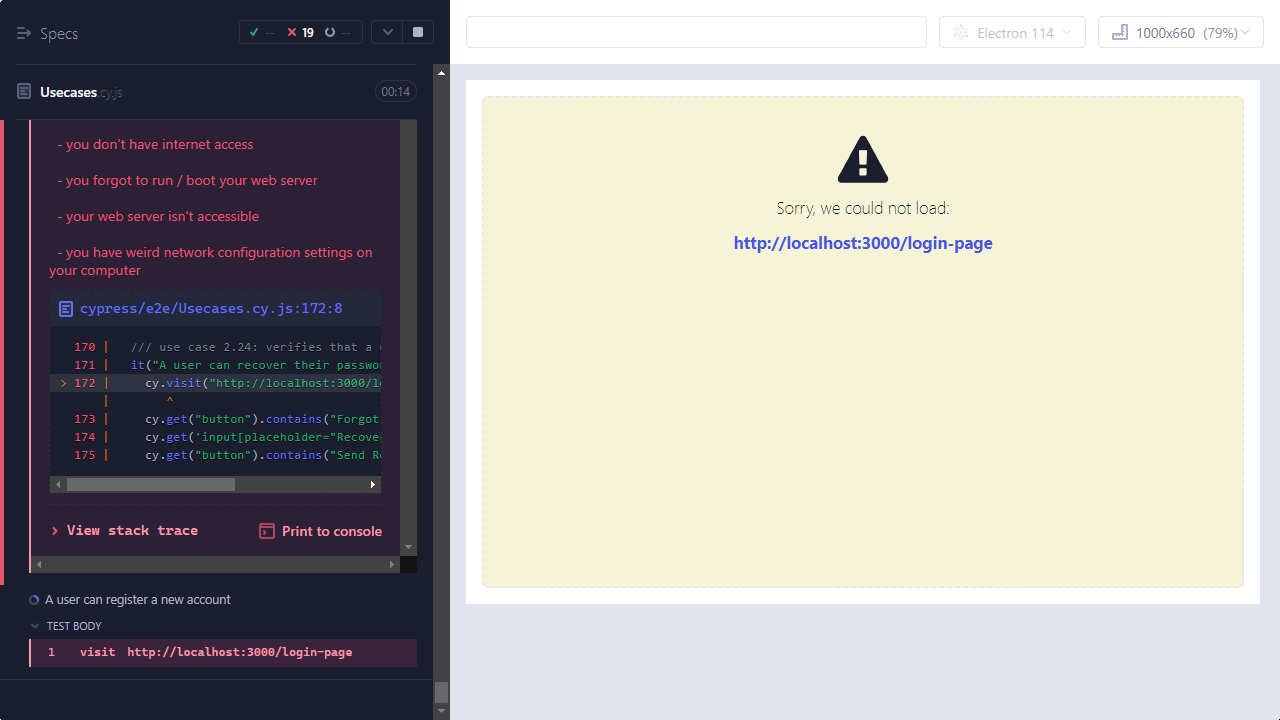 Specs
-- 19 --
Electron 114
1000x660 (79%)
Usecases.cy.js
00:14
- you don't have internet access
- you forgot to run / boot your web server
- your web server isn't accessible
- you have weird network configuration settings on
your computer
cypress/e2e/Usecases.cy.js:172:8
170 | /// use case 2.24: verifies that a
171 | it("A user can recover their passwor
> 172 | cy.visit("http://localhost:3000/l
| ^
173 | cy.get("button").contains("Forgot
174 | cy.get('input[placeholder="Recove
175 | cy.get("button").contains("Send R
> View stack trace
Print to console
A user can register a new account
TEST BODY
1 visit http://localhost:3000/login-page
Sorry, we could not load:
http://localhost:3000/login-page